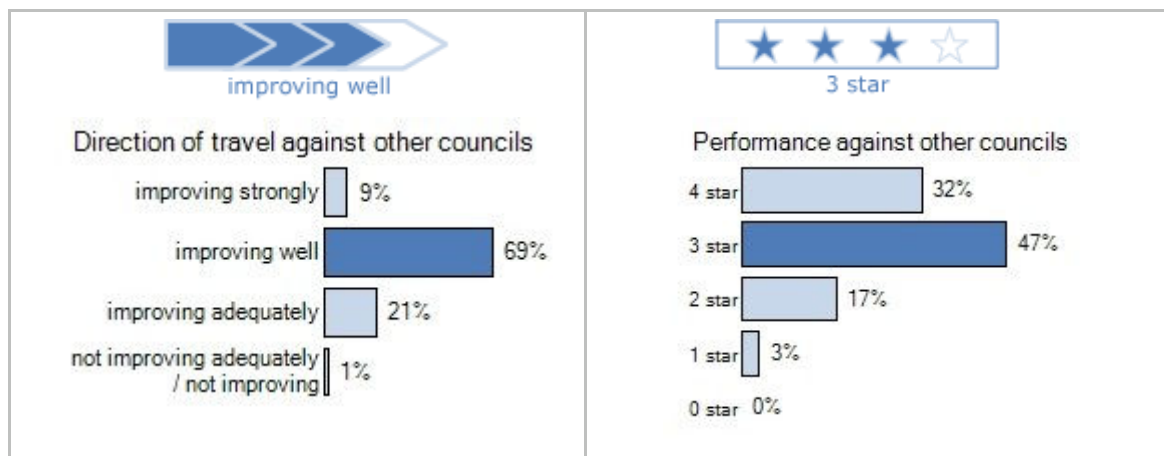 improving well
Direction of travel against other councils
improving strongly 9%
improving well 69%
improving adequately 21%
not improving adequately
/ not improving 1%
3 star
Performance against other councils
4 star 32%
3 star 47%
2 star 17%
1 star 3%
0 star 0%